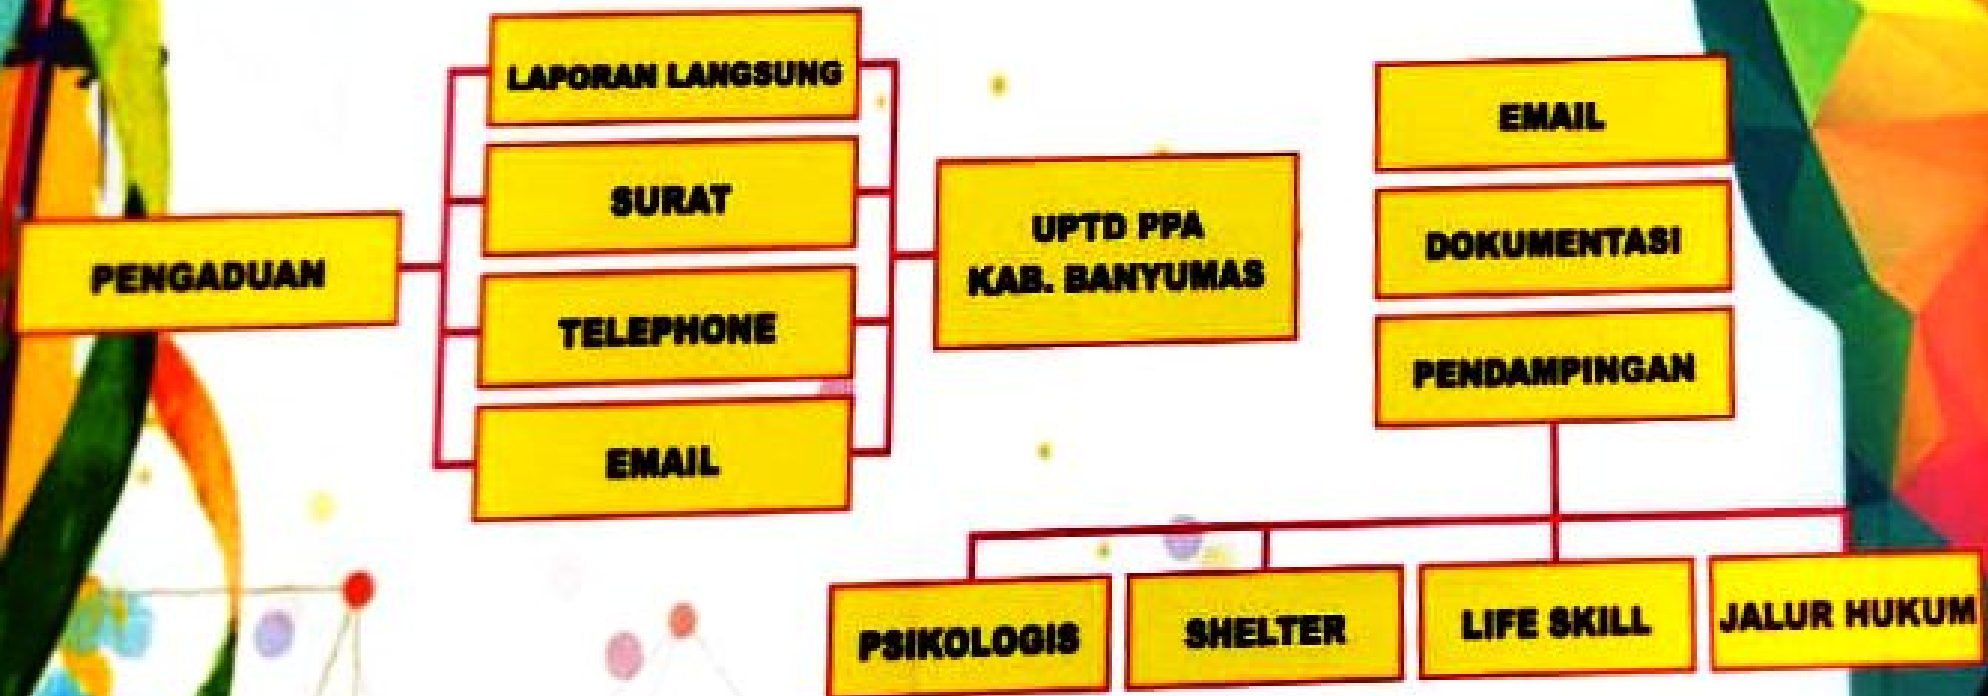 PENGADUAN
LAPORAN LANGSUNG
SURAT
TELEPHONE
EMAIL
UPTD PPA
KAB. BANYUMAS
EMAIL
DOKUMENTASI
PENDAMPINGAN
PSIKOLOGIS
SHELTER
LIFE SKILL
JALUR HUKUM